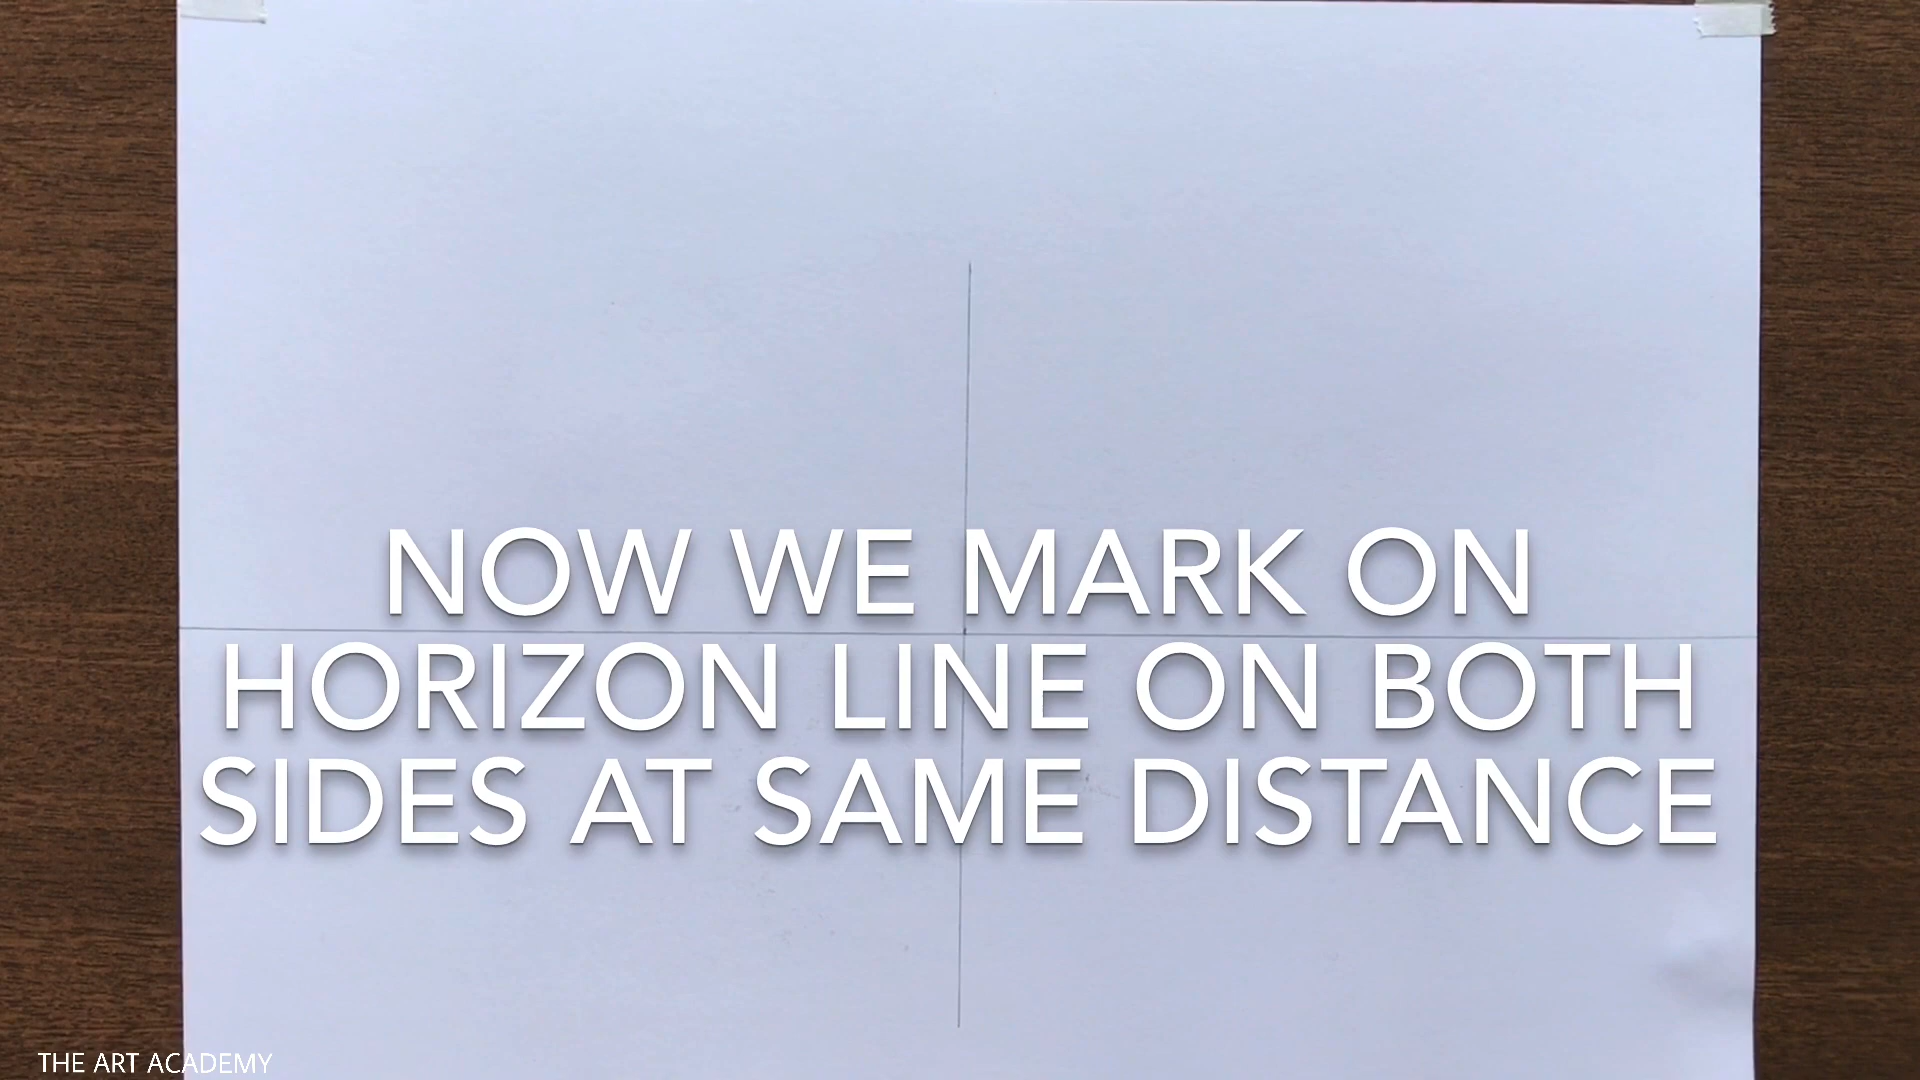 NOW WE MARK ON
HORIZON LINE ON BOTH
SIDES AT SAME DISTANCE
THE ART ACADEMY